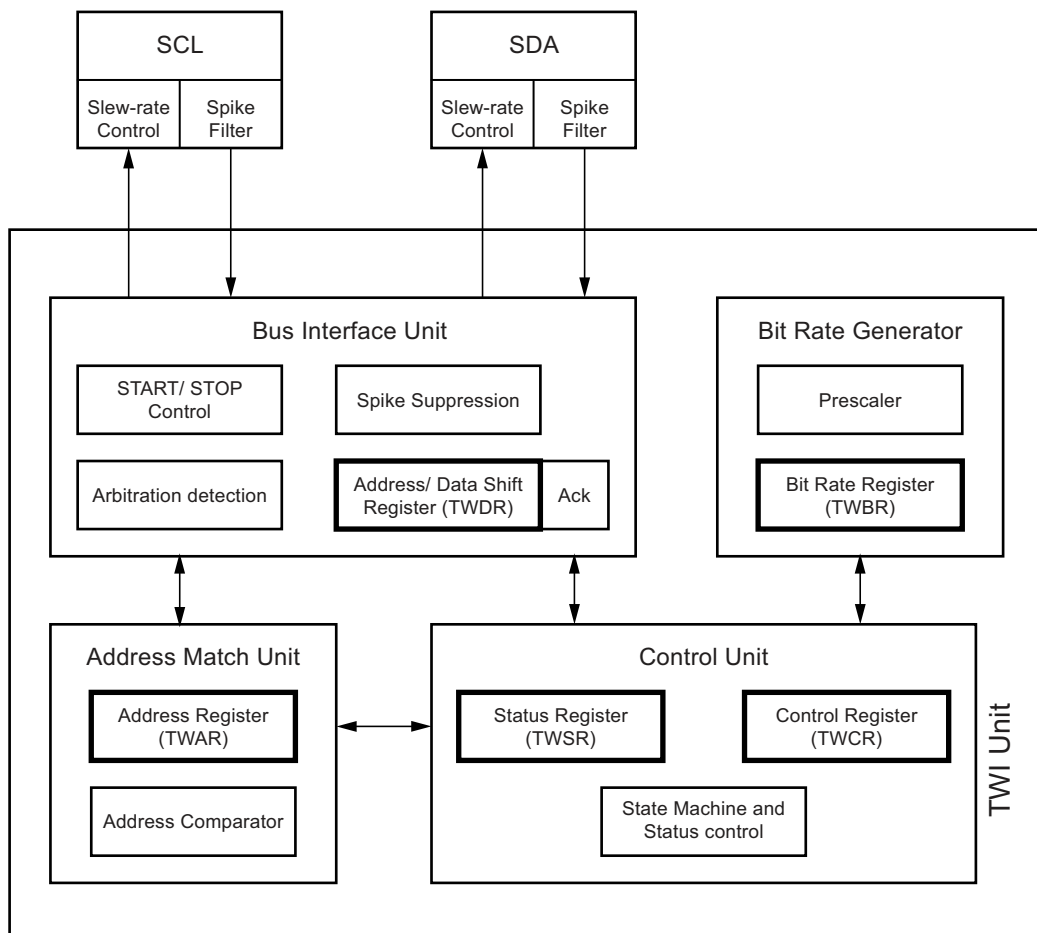 SCL
Slew-rate
Control
Spike
Filter
SDA
Slew-rate
Control
Spike
Filter
Bus Interface Unit
START/ STOP
Control
Spike Suppression
Arbitration detection
Address/ Data Shift
Register (TWDR)
Ack
Bit Rate Generator
Prescaler
Bit Rate Register
(TWBR)
Address Match Unit
Address Register
(TWAR)
Address Comparator
Control Unit
Status Register
(TWSR)
Control Register
(TWCR)
State Machine and
Status control
TWI Unit